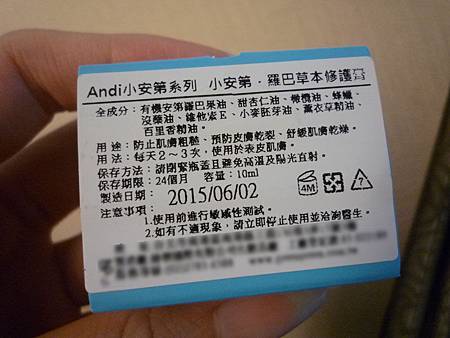 Andi小安第系列 小安第.羅巴草本修護膏
全成分：有機安第羅巴果油、甜杏仁油、橄欖油、蜂蠟、
沒藥油、維他素E、小麥胚芽油、薰衣草精油、
百里香精油。
用途：防止肌膚粗糙、預防皮膚乾裂、舒緩肌膚乾燥。
用法：每天2~3次，使用於表皮肌膚。
保存方法：請閉緊瓶蓋且避免高溫及陽光直射。
保存期限：24個月 容量：10ml
製造日期：2015/06/02
4M
?
注意事項：
1.使用前進行敏感性測試。
2.如有不適現象，請立即停止使用並洽詢醫生。